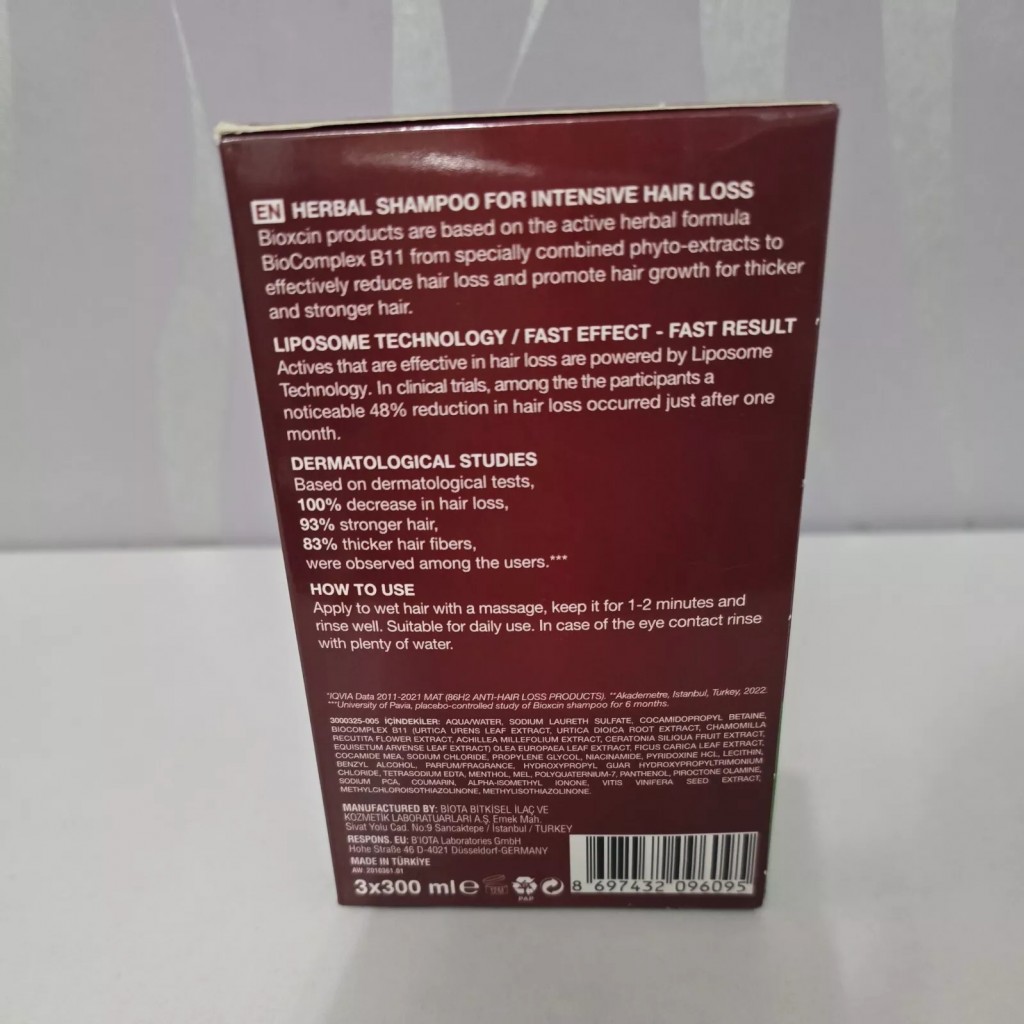 EN HERBAL SHAMPOO FOR INTENSIVE HAIR LOSS
Bioxcin products are based on the active herbal formula
BioComplex B11 from specially combined phyto-extracts to
effectively reduce hair loss and promote hair growth for thicker
and stronger hair.
LIPOSOME TECHNOLOGY / FAST EFFECT - FAST RESULT
Actives that are effective in hair loss are powered by Liposome
Technology. In clinical trials, among the the participants a
noticeable 48% reduction in hair loss occurred just after one
month.
DERMATOLOGICAL STUDIES
Based on dermatological tests,
100% decrease in hair loss,
93% stronger hair,
83% thicker hair fibers,
were observed among the users.***
HOW TO USE
Apply to wet hair with a massage, keep it for 1-2 minutes and
rinse well. Suitable for daily use. In case of the eye contact rinse
with plenty of water.
*IQVIA Data 2011-2021 MAT (86H2 ANTI-HAIR LOSS PRODUCTS). **Akademetre, Istanbul, Turkey, 2022.
***University of Pavia, placebo-controlled study of Bioxcin shampoo for 6 months.
3000325-005 İÇİNDEKİLER: AQUA/WATER, SODIUM LAURETH SULFATE, COCAMIDOPROPYL BETAINE,
BIOCOMPLEX B11 (URTICA URENS LEAF EXTRACT, URTICA DIOICA ROOT EXTRACT, CHAMOMILLA
RECUTITA FLOWER EXTRACT, ACHILLEA MILLEFOLIUM EXTRACT, CERATONIA SILIQUA FRUIT EXTRACT,
EQUISETUM ARVENSE LEAF EXTRACT) OLEA EUROPAEA LEAF EXTRACT, FICUS CARICA LEAF EXTRACT,
COCAMIDE MEA, SODIUM CHLORIDE, PROPYLENE GLYCOL, NIACINAMIDE, PYRIDOXINE HCL, LECITHIN,
BENZYL ALCOHOL, PARFUM/FRAGRANCE, HYDROXYPROPYL GUAR HYDROXYPROPYLTRIMONIUM
CHLORIDE, TETRASODIUM EDTA, MENTHOL, MEL, POLYQUATERNIUM-7, PANTHENOL, PIROCTONE OLAMINE,
SODIUM PCA, COUMARIN, ALPHA-ISOMETHYL IONONE, VITIS VINIFERA SEED EXTRACT,
METHYLCHLOROISOTHIAZOLINONE, METHYLISOTHIAZOLINONE.
MANUFACTURED BY: BİOTA BİTKİSEL İLAÇ VE
KOZMETİK LABORATUARLARI A.Ş. Emek Mah.
Sivat Yolu Cad. No:9 Sancaktepe / İstanbul / TURKEY
RESPONS. EU: B'IOTA Laboratories GmbH
Hohe Straße 46 D-4021 Düsseldorf-GERMANY
MADE IN TÜRKİYE
AW 2010361.01
3x300 ml e
PAP
8 697432 096095